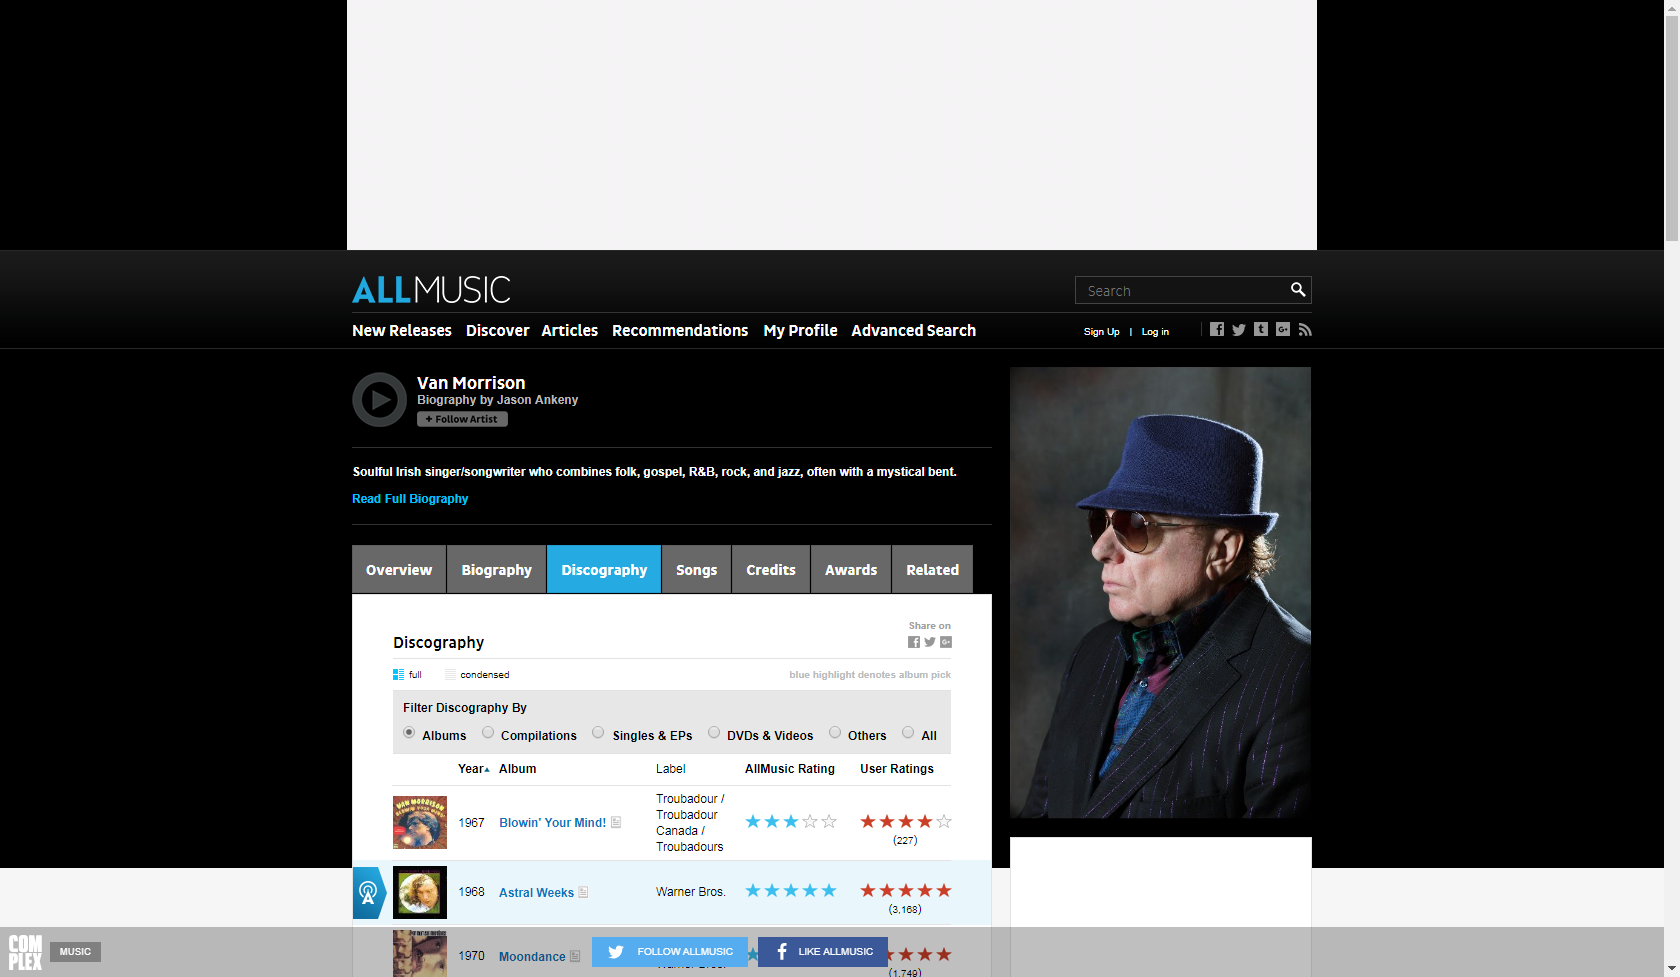 ALLMUSIC
Search
New Releases Discover Articles Recommendations My Profile Advanced Search
Sign Up | Log in
Van Morrison
Biography by Jason Ankeny
+ Follow Artist
Soulful Irish singer/songwriter who combines folk, gospel, R&B, rock, and jazz, often with a mystical bent.
Read Full Biography
Overview Biography Discography Songs Credits Awards Related
Share on
Discography
full condensed blue highlight denotes album pick
Filter Discography By
Albums Compilations Singles & EPs DVDs & Videos Others All
Year Album Label AllMusic Rating User Ratings
VAN MORRISON
1967 Blowin' Your Mind!
Troubadour /
Troubadour
Canada /
Troubadours
(227)
1968 Astral Weeks Warner Bros.
(3,168)
1970 Moondance
(1,749)
COMPLEX
MUSIC
FOLLOW ALLMUSIC
LIKE ALLMUSIC